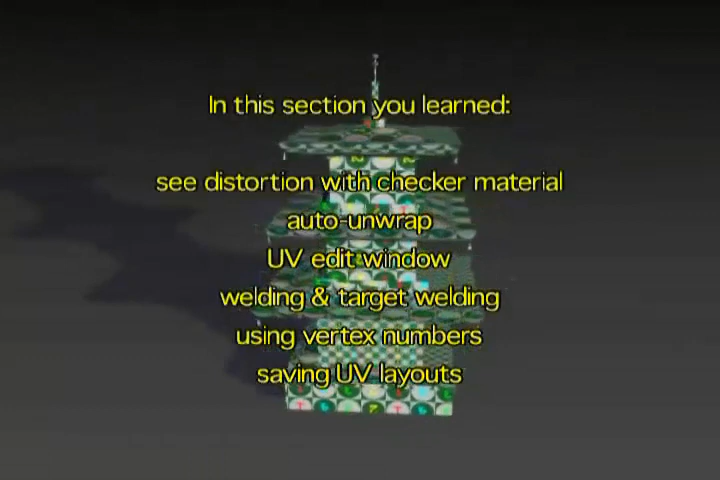 In this section you learned:
see distortion with checker material
auto-unwrap
UV edit window
welding & target welding
using vertex numbers
saving UV layouts